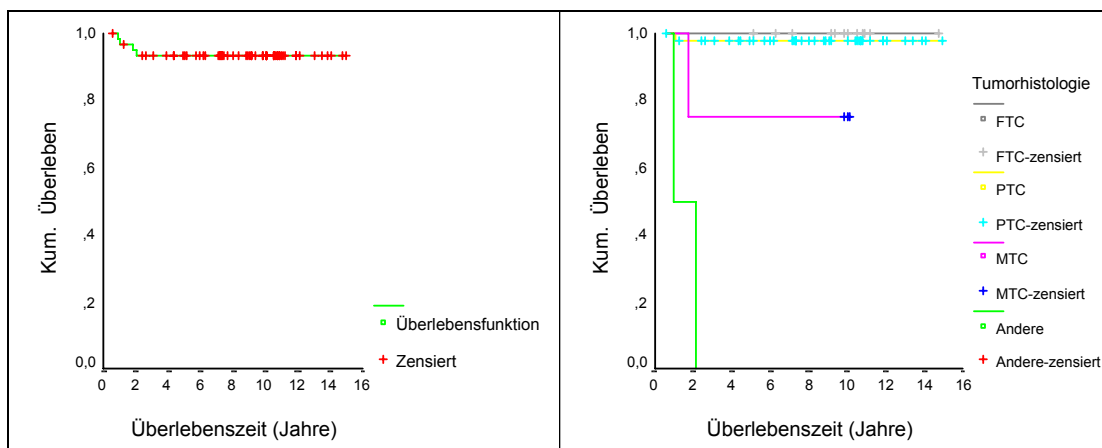 Kum. Überleben
1,0
,8
,6
,4
,2
0,0
0 2 4 6 8 10 12 14 16
Überlebenszeit (Jahre)
Überlebensfunktion
Zensiert
Kum. Überleben
1,0
,8
,6
,4
,2
0,0
0 2 4 6 8 10 12 14 16
Überlebenszeit (Jahre)
Tumorhistologie
FTC
FTC-zensiert
PTC
PTC-zensiert
MTC
MTC-zensiert
Andere
Andere-zensiert